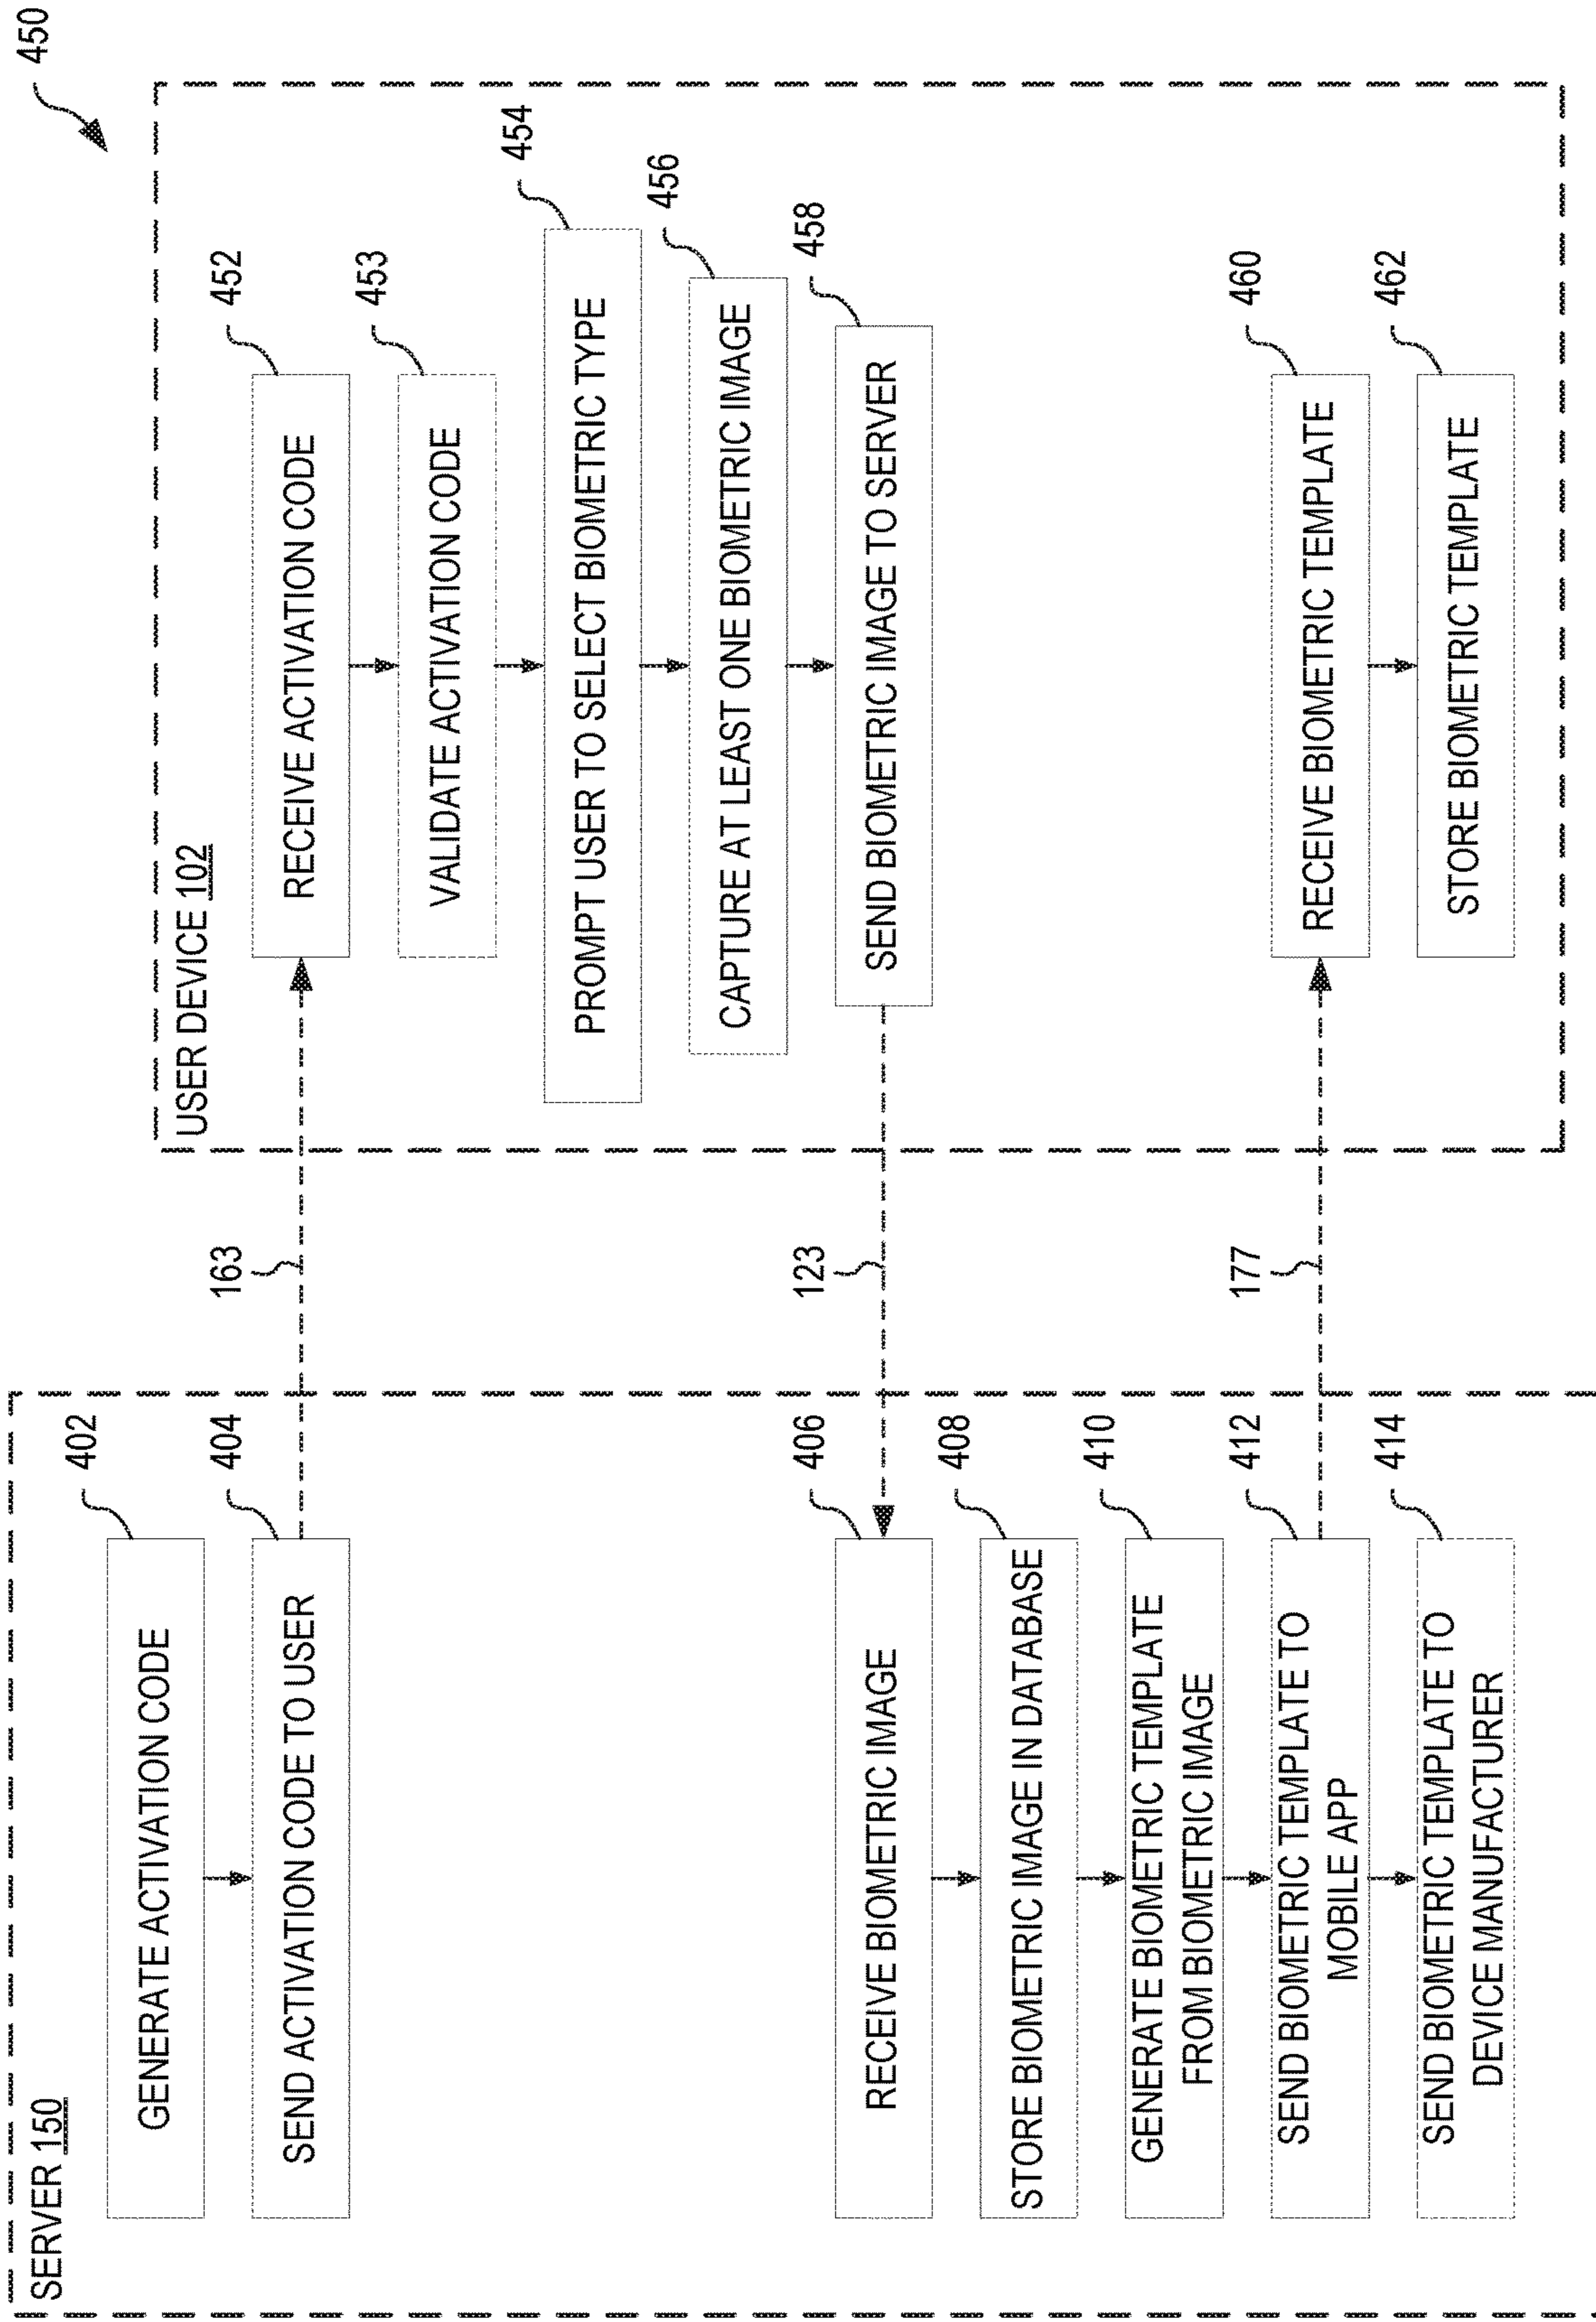 450
SERVER 150
402
GENERATE ACTIVATION CODE
404
SEND ACTIVATION CODE TO USER
163
USER DEVICE 102
452
RECEIVE ACTIVATION CODE
453
VALIDATE ACTIVATION CODE
454
PROMPT USER TO SELECT BIOMETRIC TYPE
456
CAPTURE AT LEAST ONE BIOMETRIC IMAGE
458
SEND BIOMETRIC IMAGE TO SERVER
123
406
RECEIVE BIOMETRIC IMAGE
408
STORE BIOMETRIC IMAGE IN DATABASE
410
GENERATE BIOMETRIC TEMPLATE
FROM BIOMETRIC IMAGE
412
SEND BIOMETRIC TEMPLATE TO
MOBILE APP
177
460
RECEIVE BIOMETRIC TEMPLATE
462
STORE BIOMETRIC TEMPLATE
414
SEND BIOMETRIC TEMPLATE TO
DEVICE MANUFACTURER